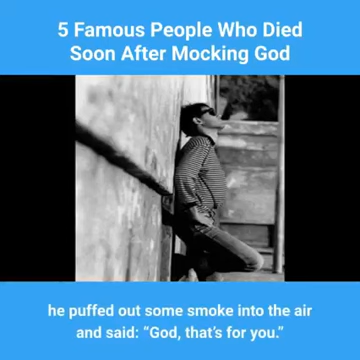 5 Famous People Who Died
Soon After Mocking God
he puffed out some smoke into the air
and said: “God, that’s for you.”